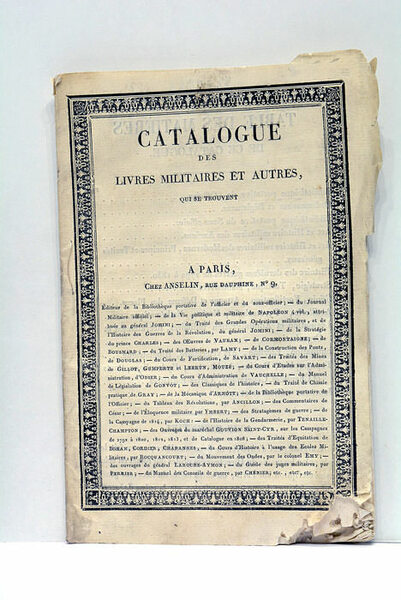 CATALOGUE
DES
LIVRES MILITAIRES ET AUTRES,
QUI SE TROUVENT
A PARIS,
CHEZ ANSELIN, RUE DAUPHINE, N° 9,
Éditeur de la Bibliothèque portative de l'officier et du sous-officier; — du Journal
Militaire officiel; — de la Vie politique et militaire de NAPOLÉON 4 vol., attri-
buée au général JOMINI; — du Traité des Grandes Opérations militaires, et de
l'Histoire des Guerres de la Révolution, du général JOMINI; — de la Stratégie
du prince CHARLES; — des Œuvres de VAUBAN; — de CORMONTAIGNE; — de
BOUSMARD; — du Traité des Batteries, par LAMY; — de la Construction des Ponts,
de DOUGLAS; — du Cours de Fortification, de SAVART; — des Traités des Mines
de GILLOT, GUMPERTZ et LEBRUN, MOUZÉ; — du Cours d'Études sur l'Admi-
nistration, d'ODIER; — du Cours d'Administration de VAUCHELLE; — du Manuel
de Législation de GONVOT; — des Classiques de l'histoire, — du Traité de Chimie
pratique, de GRAY; — de la Mécanique d'ARNOTT; — de la Bibliothèque portative de
l'Officier; — du Tableau des Révolutions, par ANCILLON; — des Commentaires de
César; — de l'Éloquence militaire par YMBERT; — des Stratagèmes de guerre; —
de la Campagne de 1814, par KOCH; — de l'Histoire de la Gendarmerie, par TENAILLE-
CHAMPTON; — des Ouvrages du maréchal GOUVION SAINT-CYR, sur les Campagnes
de 1792 à 1800, 1812, 1813, et de Catalogne en 1808; — des Traités d'Équitation de
BOHAN, CORDIER, CHABANNES; — du Cours d'Histoire à l'usage des Écoles Mi-
litaires, par ROCQUANCOURT; — du Mouvement des Ondes, par le colonel EMY; —
des ouvrages du général LAROCHE-AYMON; — du Guide des juges militaires, par
PERRIER; — du Manuel des Conseils de guerre, par CHÉNIER; etc., etc., etc.